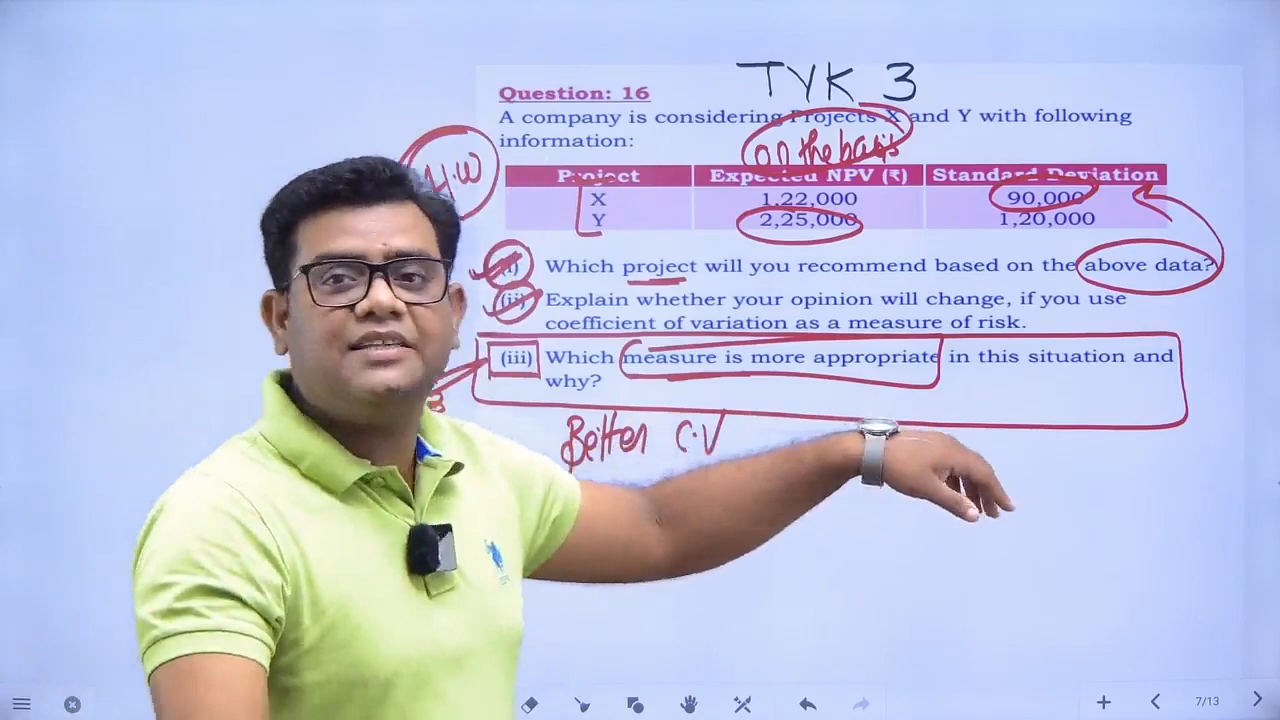 TYK 3
Question: 16
A company is considering Projects X and Y with following
information:
on the basis
H.W
Project Expected NPV (₹) Standard Deviation
X 1,22,000 90,000
Y 2,25,000 1,20,000
(i) Which project will you recommend based on the above data?
(ii) Explain whether your opinion will change, if you use
coefficient of variation as a measure of risk.
(iii) Which measure is more appropriate in this situation and
why?
Better C.V
7/13